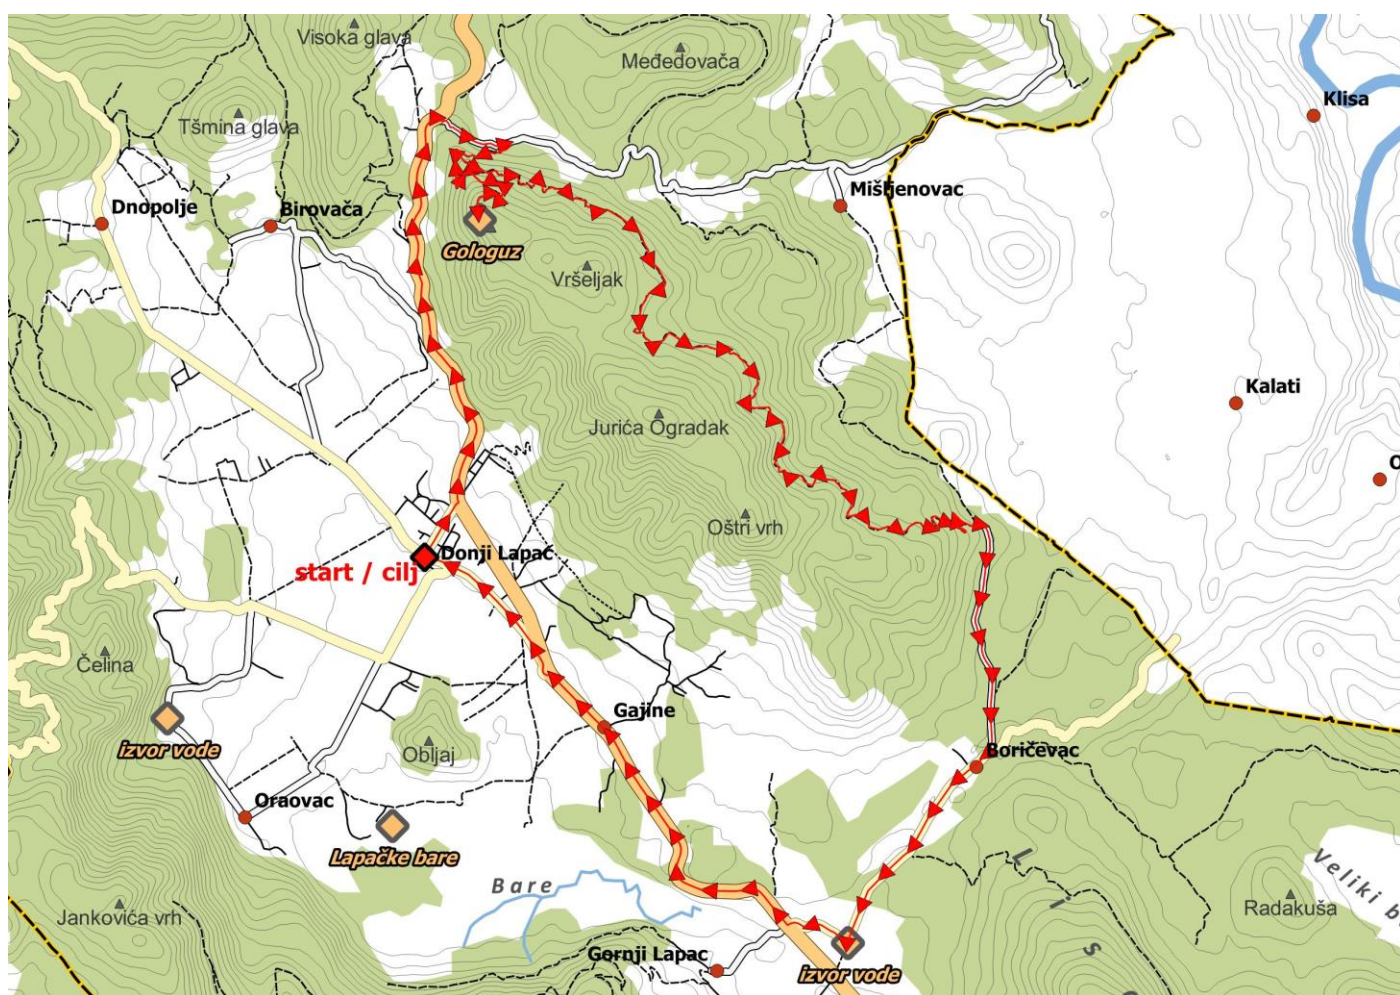 Visoka glava
Međeđovača
Klisa
Tšmina glava
Mišljenovac
Dnopolje
Birovača
Gologuz
Vršeljak
Kalati
Jurića Ogradak
O
Oštri vrh
Donji Lapac
start / cilj
Čelina
Gajine
izvor vode
Obljaj
Boričevac
Oraovac
Lapačke bare
Bare
L i s
Veliki b
Jankovića vrh
Radakuša
Gornji Lapac
izvor vode